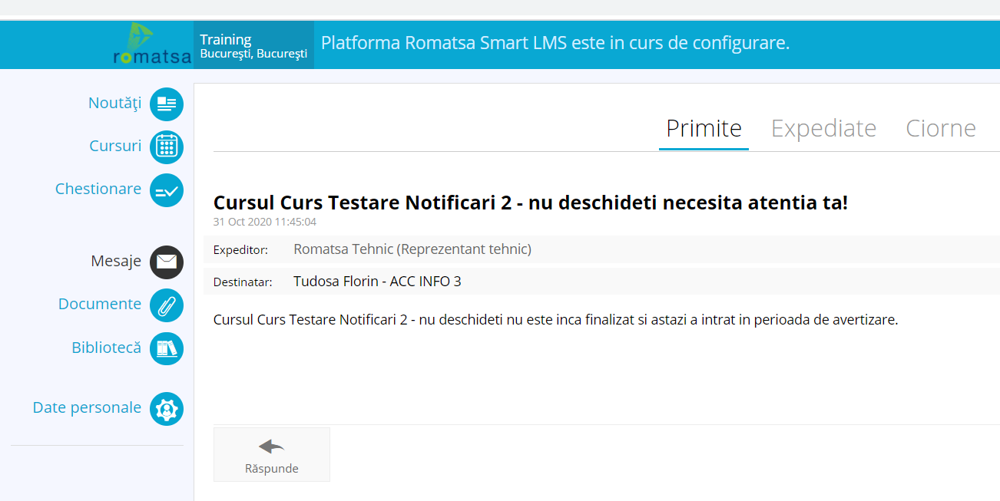 romatsa
Training
București, București
Platforma Romatsa Smart LMS este in curs de configurare.
Noutăți
Cursuri
Chestionare
Mesaje
Documente
Bibliotecă
Date personale
Primite
Expediate
Ciorne
Cursul Curs Testare Notificari 2 - nu deschideti necesita atentia ta!
31 Oct 2020 11:45:04
Expeditor: Romatsa Tehnic (Reprezentant tehnic)
Destinatar: Tudosa Florin - ACC INFO 3
Cursul Curs Testare Notificari 2 - nu deschideti nu este inca finalizat si astazi a intrat in perioada de avertizare.
Răspunde